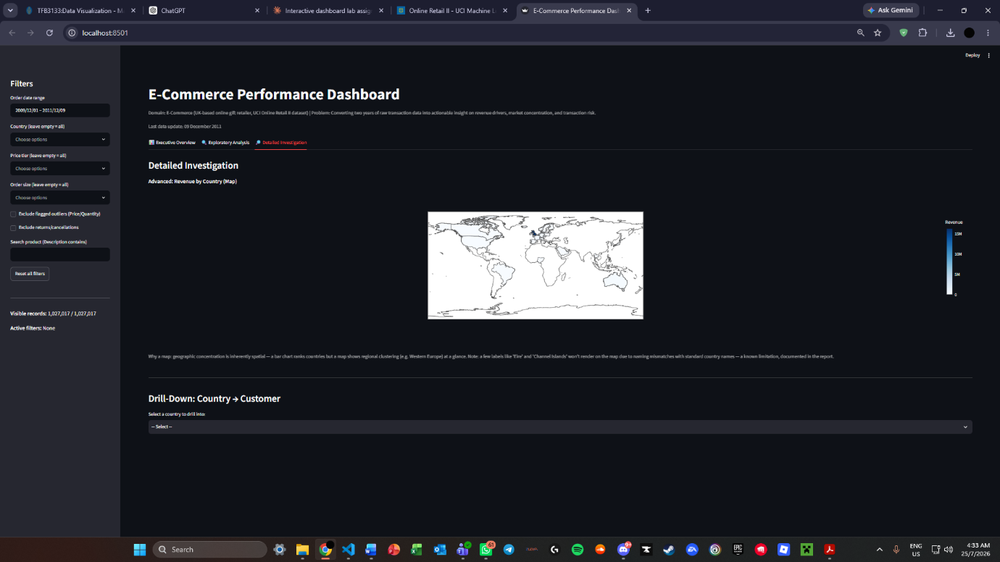 TFB3133:Data Visualization - M
ChatGPT
Interactive dashboard lab assig
Online Retail II - UCI Machine L
E-Commerce Performance Dash
Ask Gemini
localhost:8501
Deploy
Filters
Order date range
2009/12/01 – 2011/12/09
Country (leave empty = all)
Choose options
Price tier (leave empty = all)
Choose options
Order size (leave empty = all)
Choose options
Exclude flagged outliers (Price/Quantity)
Exclude returns/cancellations
Search product (Description contains)
Reset all filters
Visible records: 1,027,017 / 1,027,017
Active filters: None
E-Commerce Performance Dashboard
Domain: E-Commerce (UK-based online gift retailer, UCI Online Retail II dataset) | Problem: Converting two years of raw transaction data into actionable insight on revenue drivers, market concentration, and transaction risk.
Last data update: 09 December 2011
Executive Overview
Exploratory Analysis
Detailed Investigation
Detailed Investigation
Advanced: Revenue by Country (Map)
Revenue
15M
10M
5M
0
Why a map: geographic concentration is inherently spatial — a bar chart ranks countries but a map shows regional clustering (e.g. Western Europe) at a glance. Note: a few labels like 'Eire' and 'Channel Islands' won't render on the map due to naming mismatches with standard country names — a known limitation, documented in the report.
Drill-Down: Country → Customer
Select a country to drill into:
-- Select --
Search
61
9+
EPIC
ENG
US
4:33 AM
25/7/2026